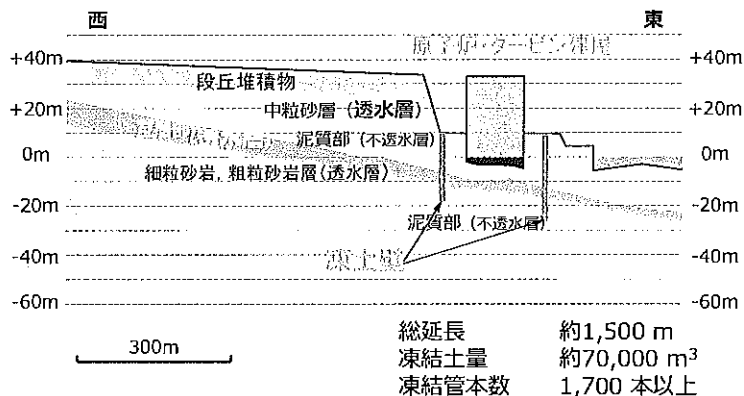 西
東
原子炉・タービン建屋
+40m
+40m
段丘堆積物
+20m
中粒砂層（透水層）
+20m
泥質部（不透水層）
0m
0m
細粒砂岩，粗粒砂岩層（透水層）
-20m
-20m
泥質部（不透水層）
凍土壁
-40m
-40m
-60m
-60m
300m
総延長 約1,500 m
凍結土量 約70,000 m³
凍結管本数 1,700 本以上